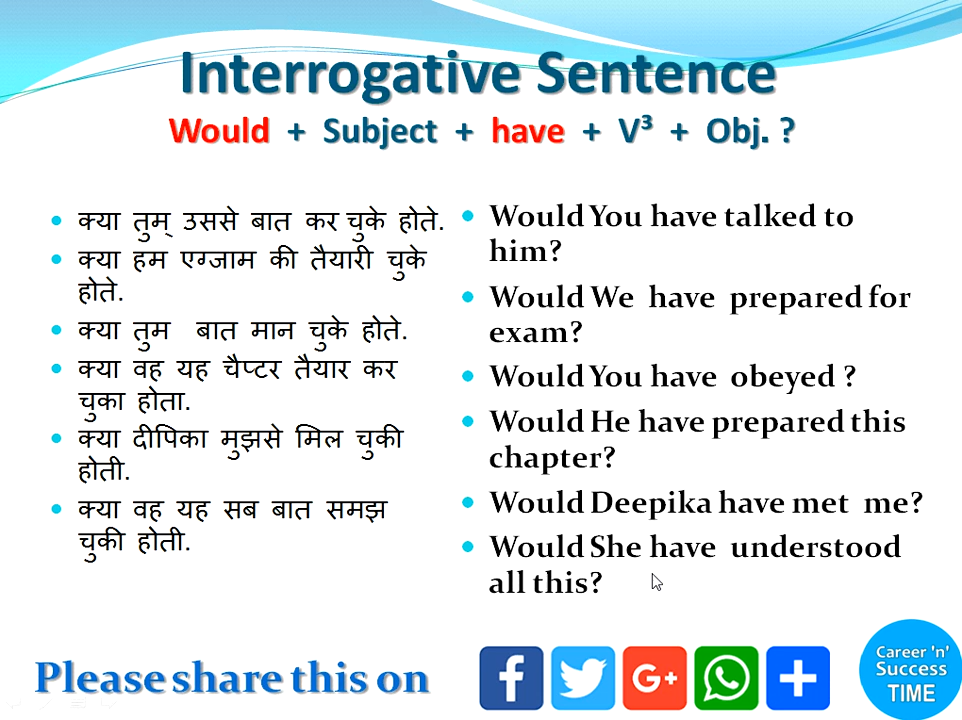 Interrogative Sentence
Would + Subject + have + V³ + Obj. ?
क्या तुम् उससे बात कर चुके होते.
क्या हम एग्जाम की तैयारी चुके
होते.
क्या तुम बात मान चुके होते.
क्या वह यह चैप्टर तैयार कर
चुका होता.
क्या दीपिका मुझसे मिल चुकी
होती.
क्या वह यह सब बात समझ
चुकी होती.
Would You have talked to
him?
Would We have prepared for
exam?
Would You have obeyed ?
Would He have prepared this
chapter?
Would Deepika have met me?
Would She have understood
all this?
Please share this on
f
G+
Career 'n'
Success
TIME